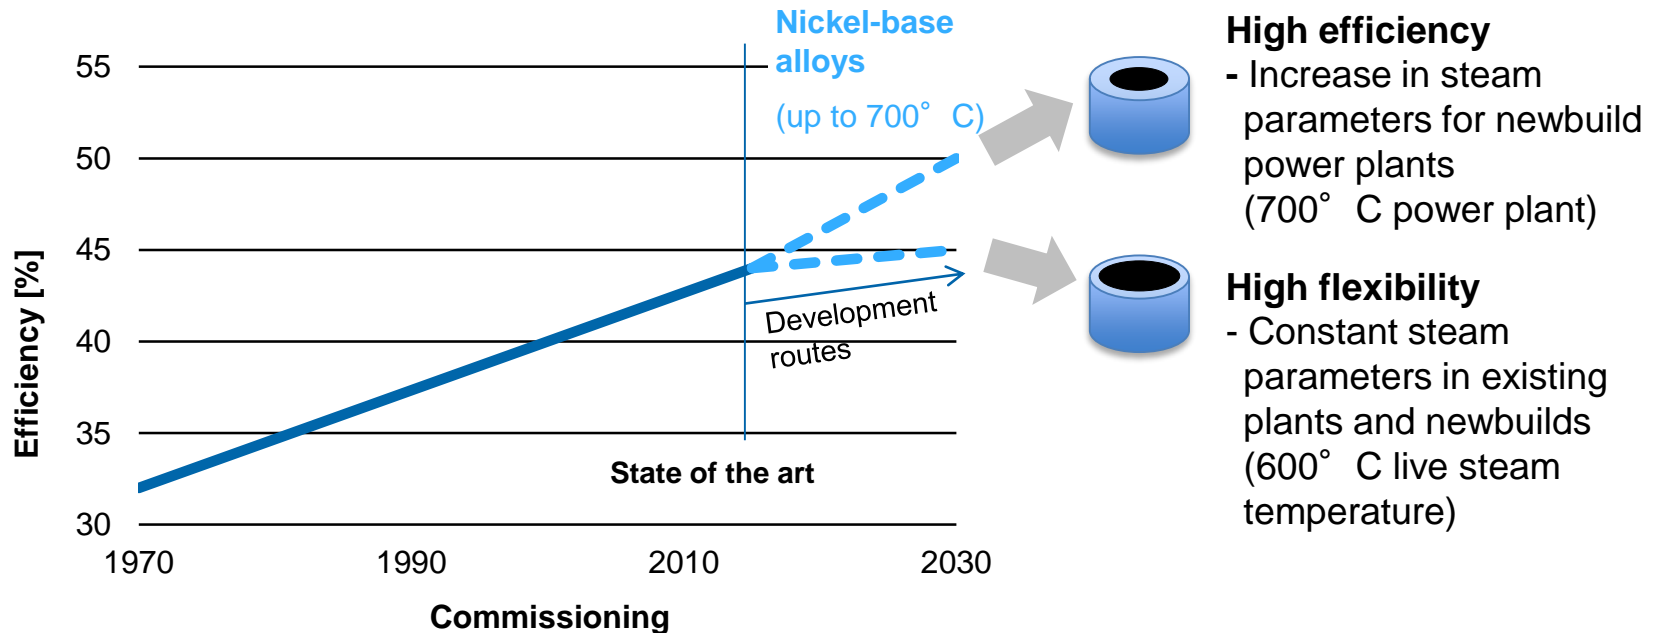 Nickel-base
alloys
(up to 700° C)
55
50
45
40
35
30
Efficiency [%]
Development
routes
State of the art
1970 1990 2010 2030
Commissioning
High efficiency
- Increase in steam
parameters for newbuild
power plants
(700° C power plant)
High flexibility
- Constant steam
parameters in existing
plants and newbuilds
(600° C live steam
temperature)